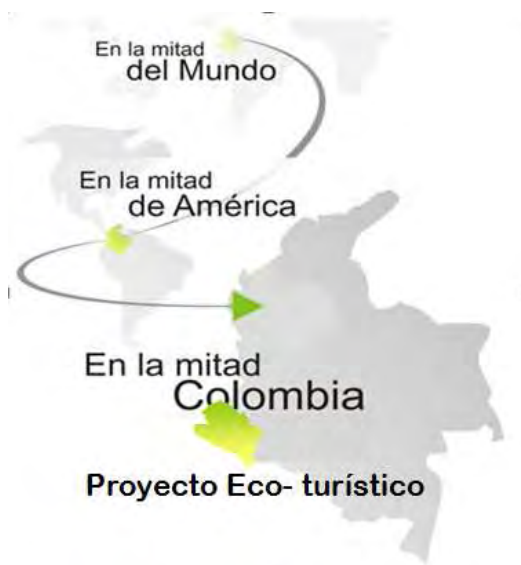 En la mitad
del Mundo
En la mitad
de América
En la mitad
Colombia
Proyecto Eco- turístico